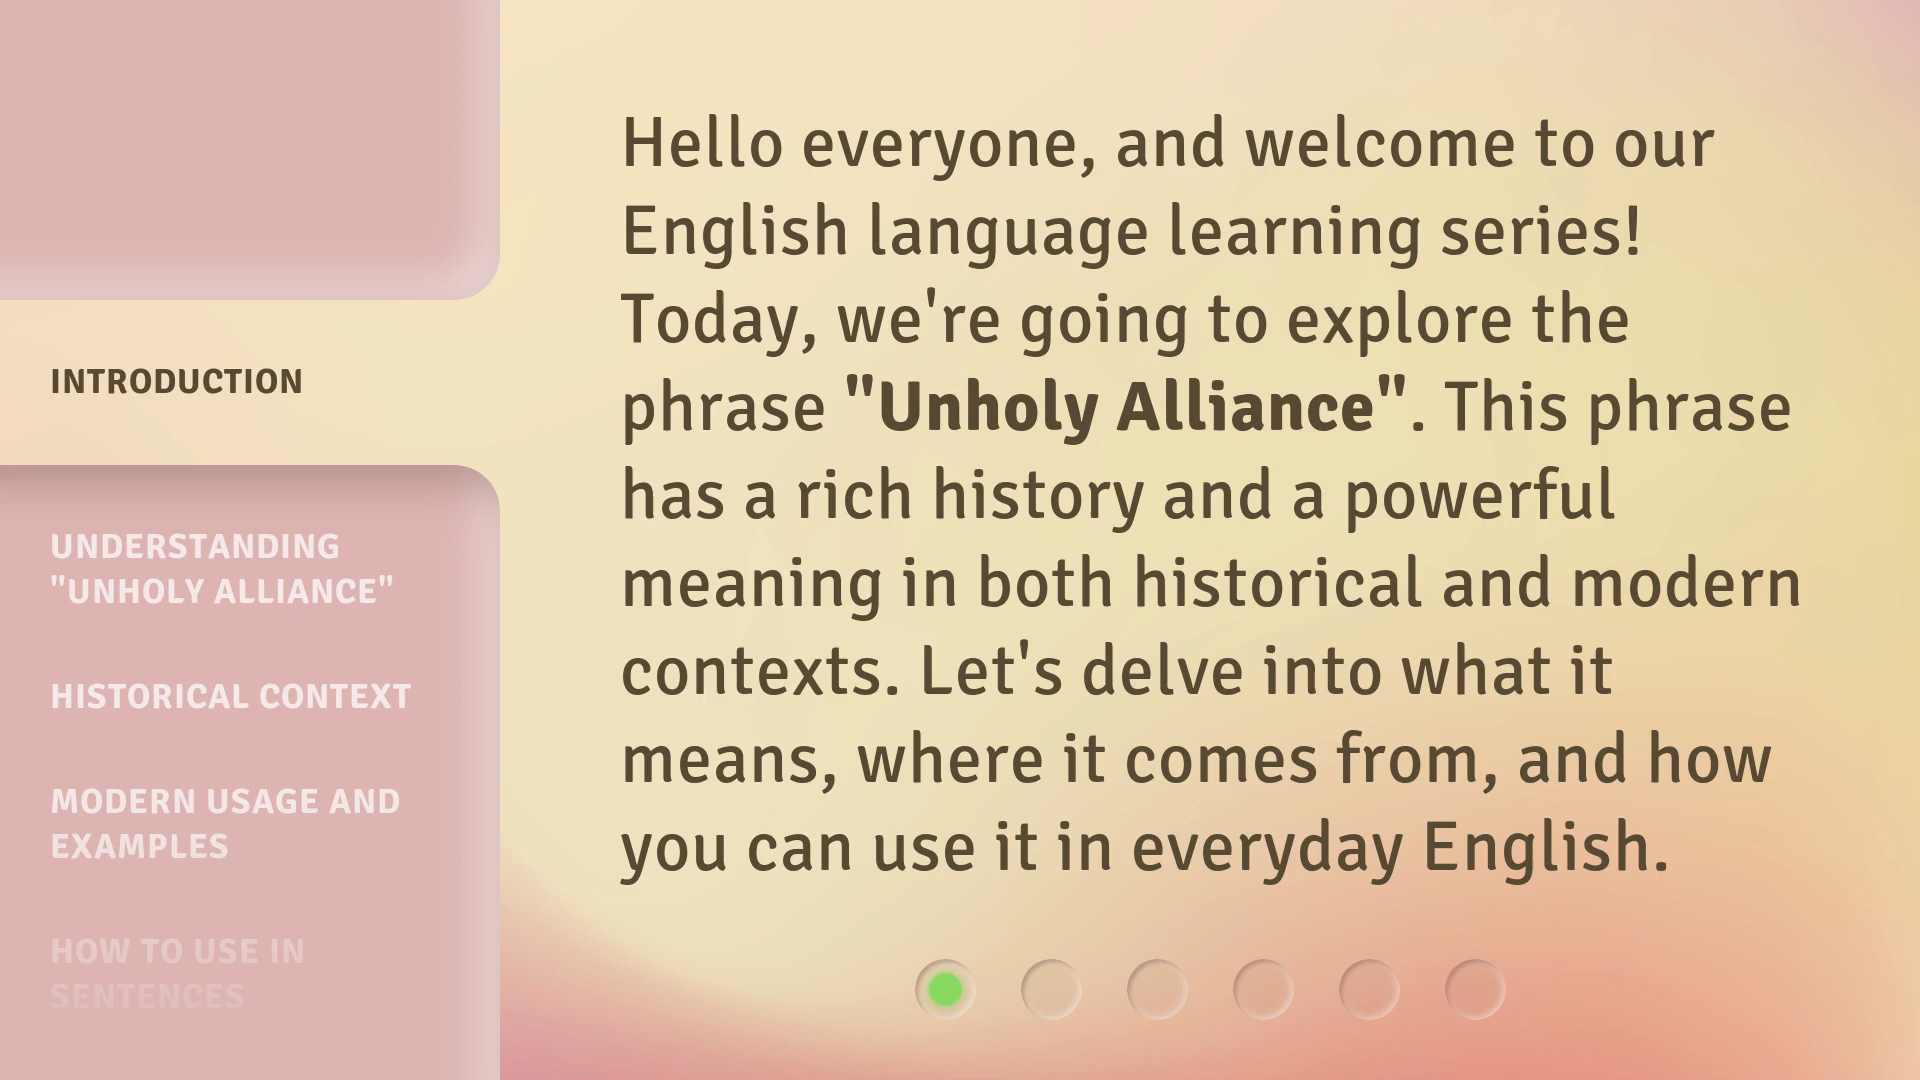 INTRODUCTION
UNDERSTANDING
"UNHOLY ALLIANCE"
HISTORICAL CONTEXT
MODERN USAGE AND
EXAMPLES
HOW TO USE IN
SENTENCES
Hello everyone, and welcome to our
English language learning series!
Today, we're going to explore the
phrase "Unholy Alliance". This phrase
has a rich history and a powerful
meaning in both historical and modern
contexts. Let's delve into what it
means, where it comes from, and how
you can use it in everyday English.